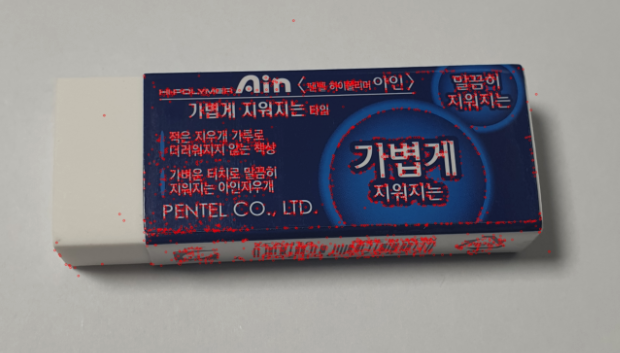 HI-POLYMER Ain 〈펜텔 하이폴리머 아인〉
가볍게 지워지는 타입
적은 지우개 가루로
더러워지지 않는 책상
가벼운 터치로 말끔히
지워지는 아인지우개
PENTEL CO., LTD.
말끔히
지워지는
가볍게
지워지는